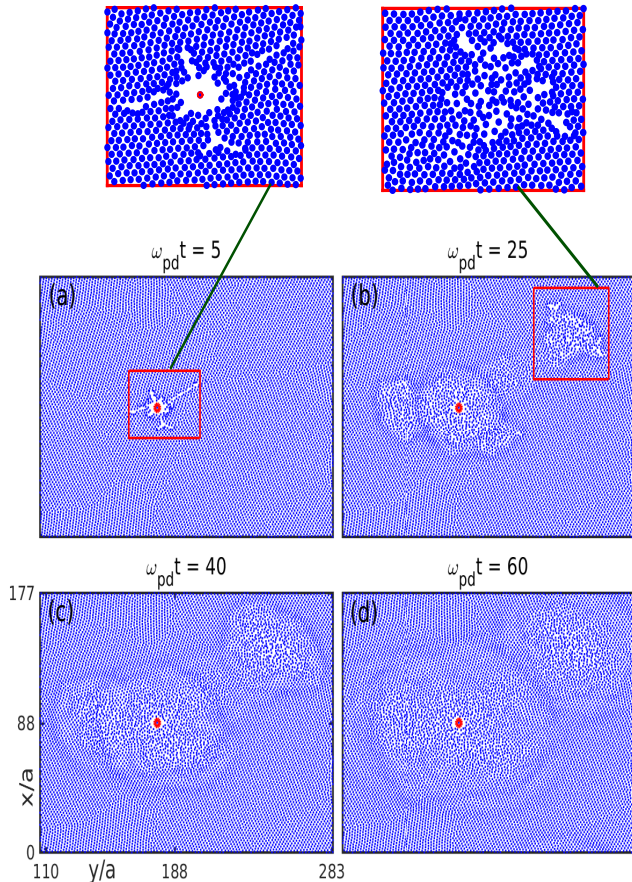 ω_pd t = 5
ω_pd t = 25
(a)
(b)
ω_pd t = 40
ω_pd t = 60
177
(c)
(d)
88
x/a
0
110
y/a
188
283